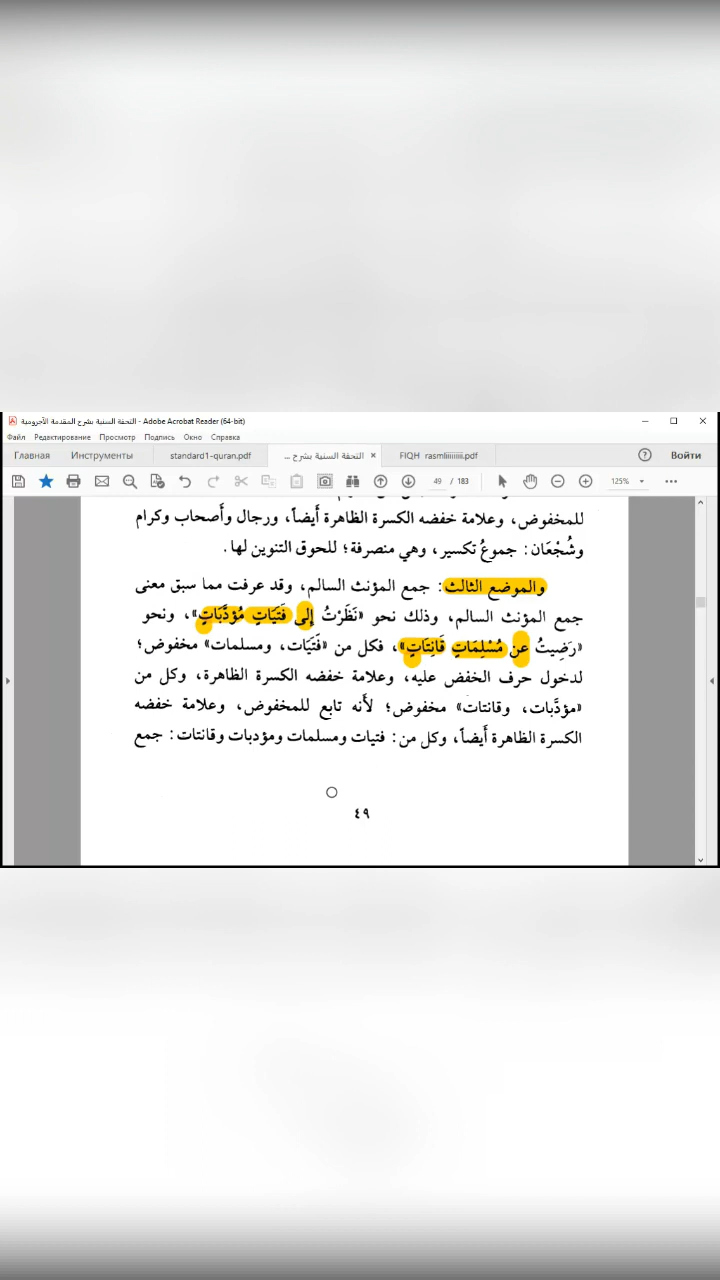 التحفة السنية بشرح المقدمة الآجرومية - Adobe Acrobat Reader (64-bit)
Файл Редактирование Просмотр Подпись Окно Справка
Главная Инструменты standard1-quran.pdf التحفة السنية بشرح ... × FIQH rasmliiiiiiiii.pdf Войти
49 / 183 125%
للمخفوض، وعلامة خفضه الكسرة الظاهرة أيضاً، ورجال وأصحاب وكرام
وشُجْعَان: جموعُ تكسير، وهي منصرفة؛ للحوق التنوين لها.
والموضع الثالث: جمع المؤنث السالم، وقد عرفت مما سبق معنى
جمع المؤنث السالم، وذلك نحو «نَظَرْتُ إلى فَتَيَاتٍ مُؤَدَّبَاتٍ»، ونحو
«رَضِيتُ عن مُسْلِمَاتٍ قَانِتَاتٍ»، فكل من «فَتَيَات، ومسلمات» مخفوض؛
لدخول حرف الخفض عليه، وعلامة خفضه الكسرة الظاهرة، وكل من
«مؤدَّبات، وقانتات» مخفوض؛ لأنه تابع للمخفوض، وعلامة خفضه
الكسرة الظاهرة أيضاً، وكل من: فتيات ومسلمات ومؤدبات وقانتات: جمع
٤٩